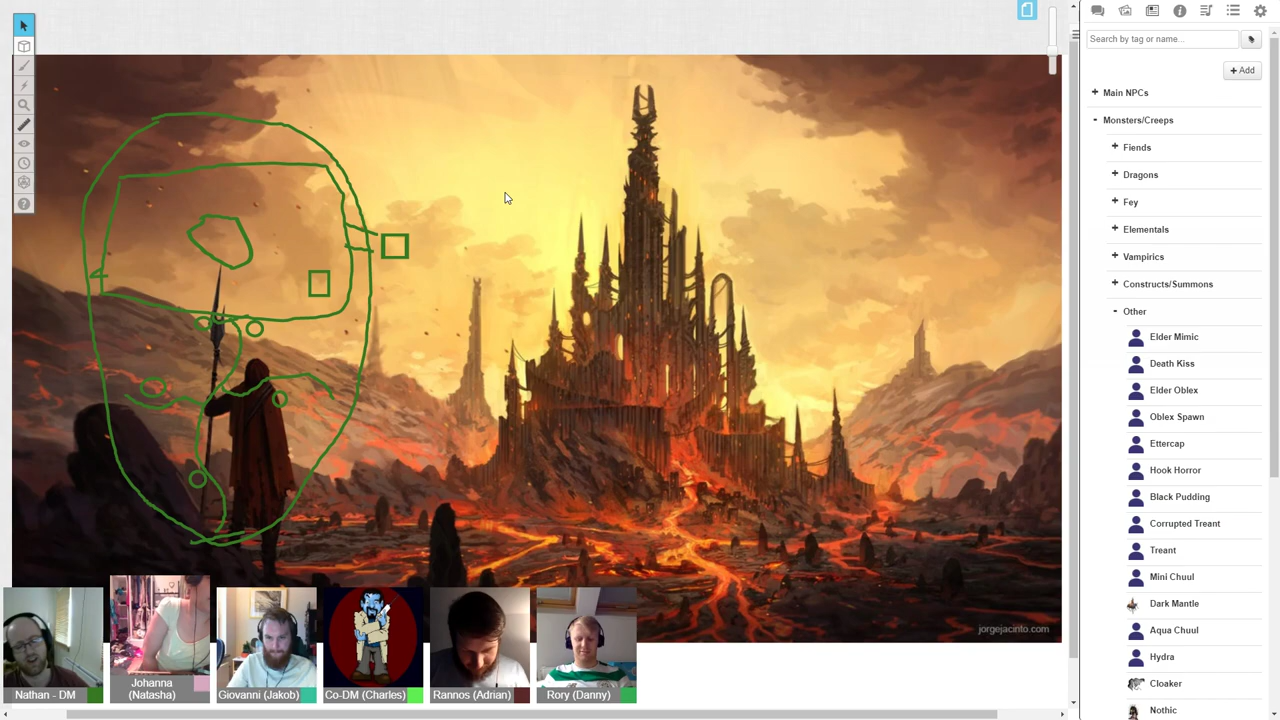 Search by tag or name...
+ Add
Main NPCs
Monsters/Creeps
Fiends
Dragons
Fey
Elementals
Vampirics
Constructs/Summons
Other
Elder Mimic
Death Kiss
Elder Oblex
Oblex Spawn
Ettercap
Hook Horror
Black Pudding
Corrupted Treant
Treant
Mini Chuul
Dark Mantle
Aqua Chuul
Hydra
Cloaker
Nothic
jorgejacinto.com
Nathan - DM
Johanna
(Natasha)
Giovanni (Jakob)
Co-DM (Charles)
Rannos (Adrian)
Rory (Danny)